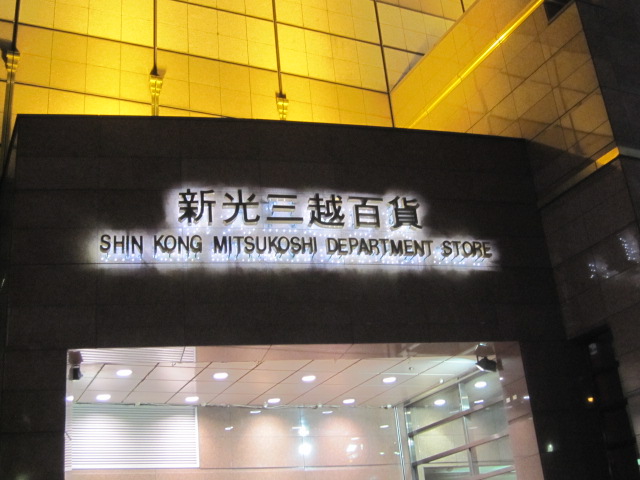 新光三越百貨
SHIN KONG MITSUKOSHI DEPARTMENT STORE